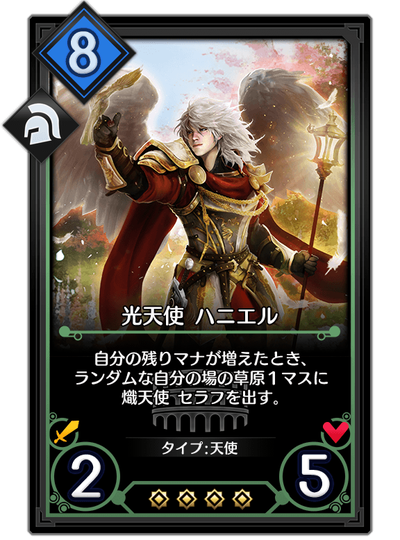 8
光天使 ハニエル
自分の残りマナが増えたとき、
ランダムな自分の場の草原1マスに
熾天使 セラフを出す。
タイプ:天使
2
5